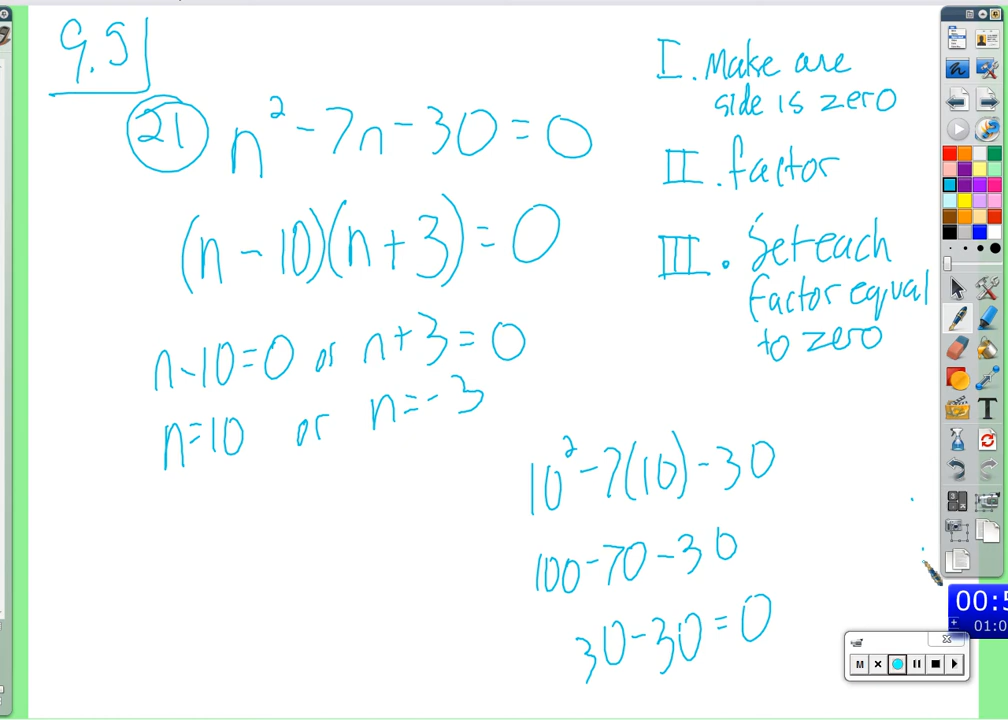 9.5
21 n² - 7n - 30 = 0
(n - 10)(n + 3) = 0
n - 10 = 0 or n + 3 = 0
n = 10 or n = -3
10² - 7(10) - 30
100 - 70 - 30
30 - 30 = 0
I. Make are
side is zero
II. factor
III. Set each
factor equal
to zero
T
00:5
01:0
M